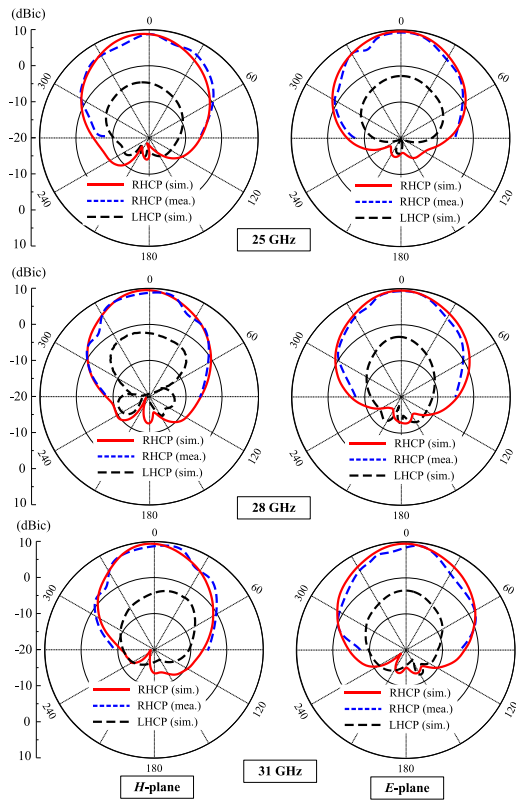 (dBic)
10
0
-10
-20
-10
0
10
0
60
120
180
240
300
RHCP (sim.)
RHCP (mea.)
LHCP (sim.)
0
60
120
180
240
300
RHCP (sim.)
RHCP (mea.)
LHCP (sim.)
25 GHz
(dBic)
10
0
-10
-20
-10
0
10
0
60
120
180
240
300
RHCP (sim.)
RHCP (mea.)
LHCP (sim.)
0
60
120
180
240
300
RHCP (sim.)
RHCP (mea.)
LHCP (sim.)
28 GHz
(dBic)
10
0
-10
-20
-10
0
10
0
60
120
180
240
300
RHCP (sim.)
RHCP (mea.)
LHCP (sim.)
0
60
120
180
240
300
RHCP (sim.)
RHCP (mea.)
LHCP (sim.)
31 GHz
H-plane
E-plane